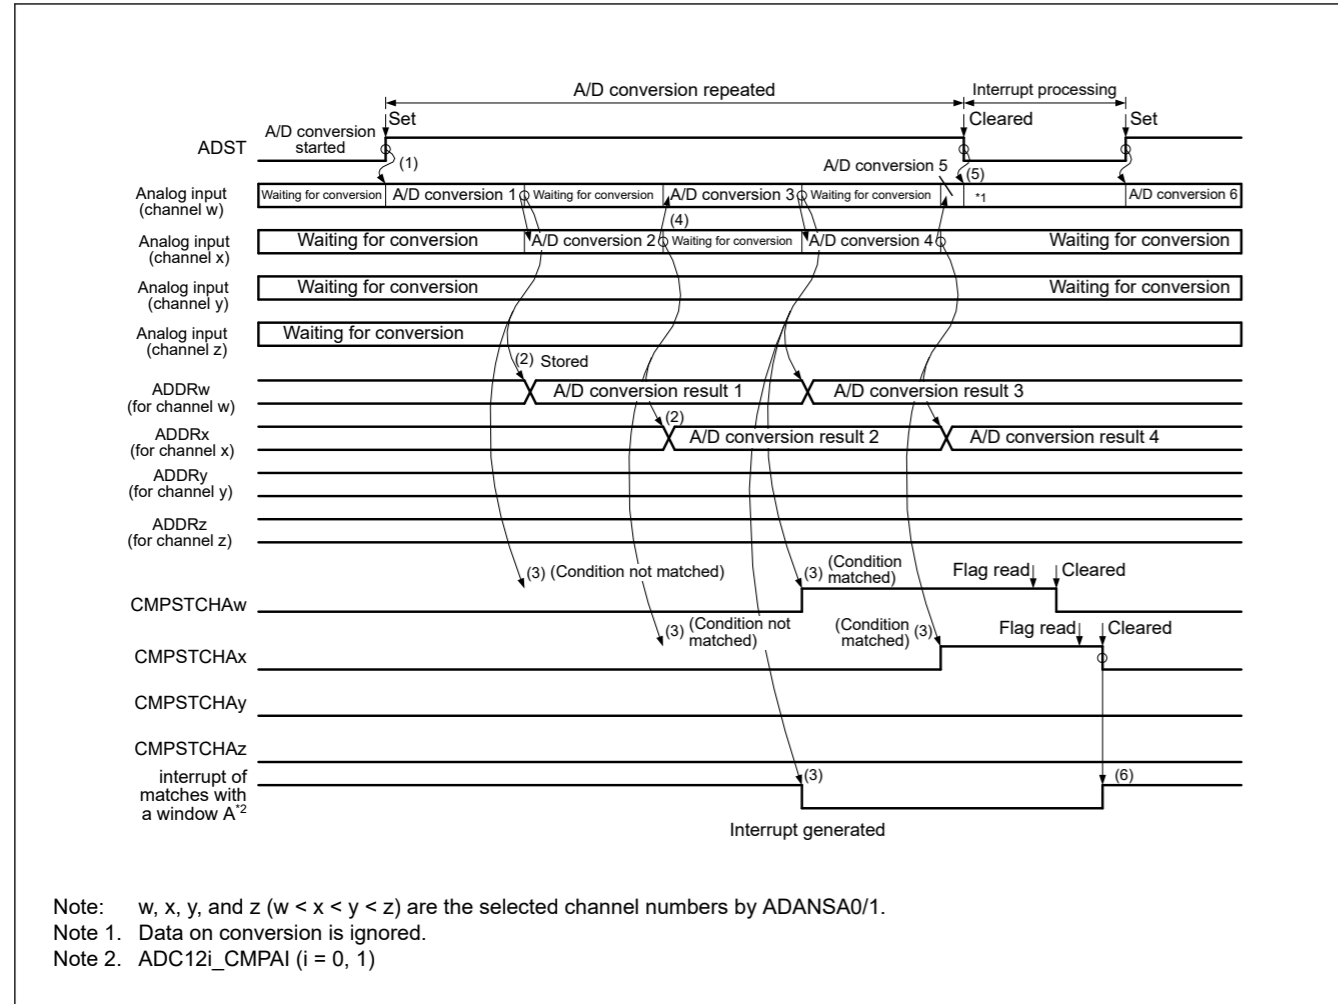 A/D conversion repeated
Interrupt processing
Set
Cleared
Set
A/D conversion
started
ADST
(1)
A/D conversion 5
(5)
Analog input
(channel w)
Waiting for conversion
A/D conversion 1
Waiting for conversion
A/D conversion 3
Waiting for conversion
*1
A/D conversion 6
(4)
Analog input
(channel x)
Waiting for conversion
A/D conversion 2
Waiting for conversion
A/D conversion 4
Waiting for conversion
Analog input
(channel y)
Waiting for conversion
Waiting for conversion
Analog input
(channel z)
Waiting for conversion
(2) Stored
ADDRw
(for channel w)
A/D conversion result 1
A/D conversion result 3
(2)
ADDRx
(for channel x)
A/D conversion result 2
A/D conversion result 4
ADDRy
(for channel y)
ADDRz
(for channel z)
(3) (Condition not matched)
(3) (Condition
matched)
Flag read
Cleared
CMPSTCHAw
(3) (Condition not
matched)
(Condition
matched) (3)
Flag read
Cleared
CMPSTCHAx
CMPSTCHAy
CMPSTCHAz
interrupt of
matches with
a window A*2
(3)
(6)
Interrupt generated
Note: w, x, y, and z (w < x < y < z) are the selected channel numbers by ADANSA0/1.
Note 1. Data on conversion is ignored.
Note 2. ADC12i_CMPAI (i = 0, 1)